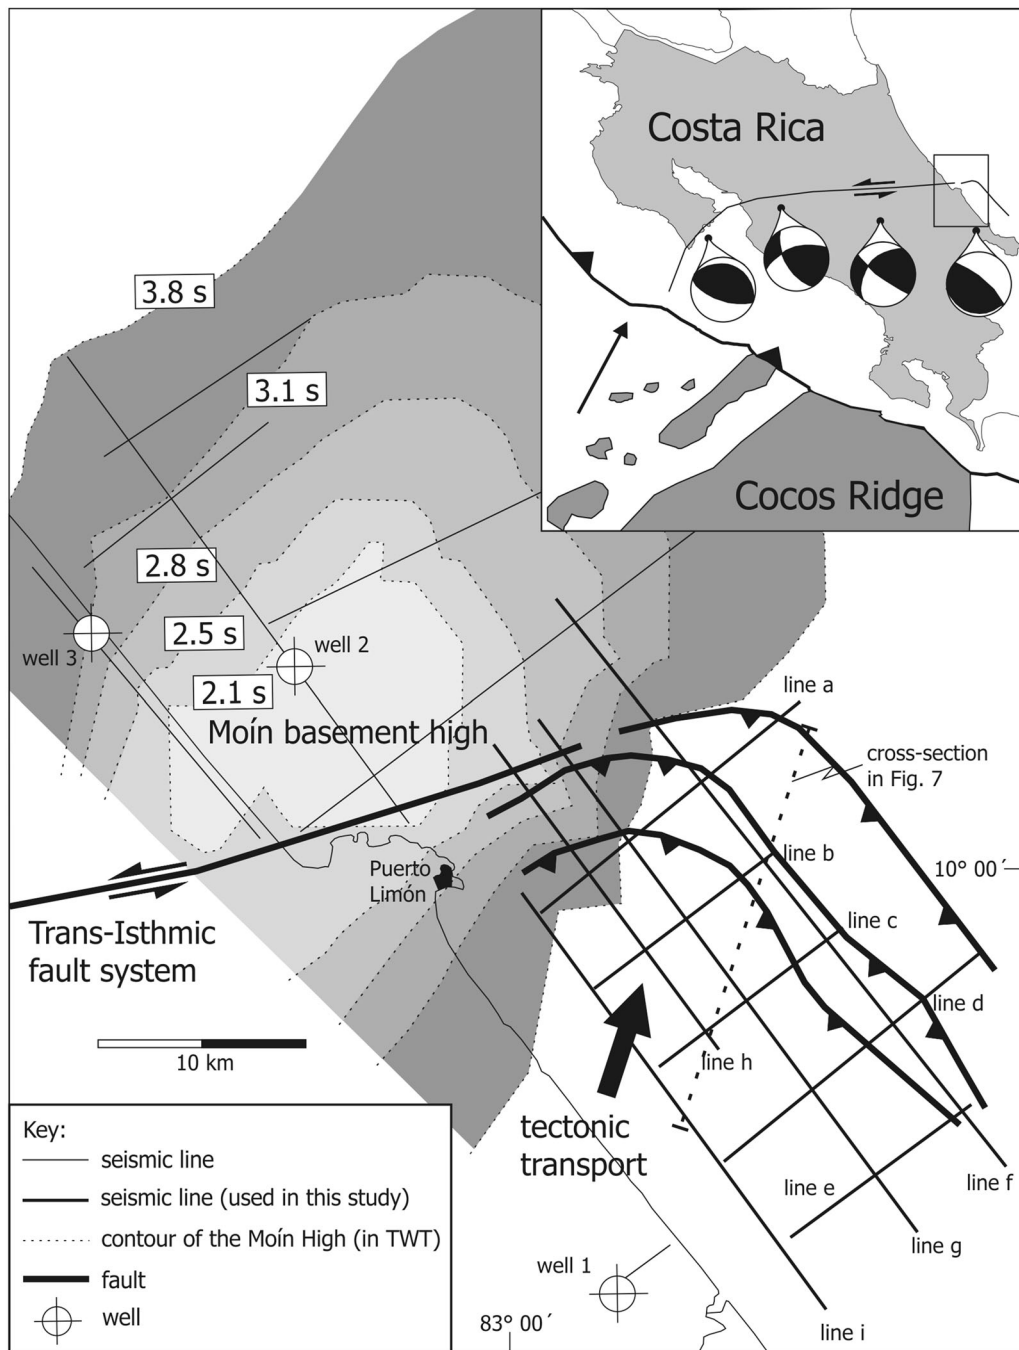 Costa Rica
Cocos Ridge
3.8 s
3.1 s
2.8 s
2.5 s
2.1 s
well 3
well 2
Moín basement high
line a
cross-section
in Fig. 7
line b
10° 00´
Puerto
Limón
line c
Trans-Isthmic
fault system
line d
10 km
line h
tectonic
transport
Key:
seismic line
seismic line (used in this study)
contour of the Moín High (in TWT)
fault
well
line e
line f
line g
well 1
83° 00´
line i